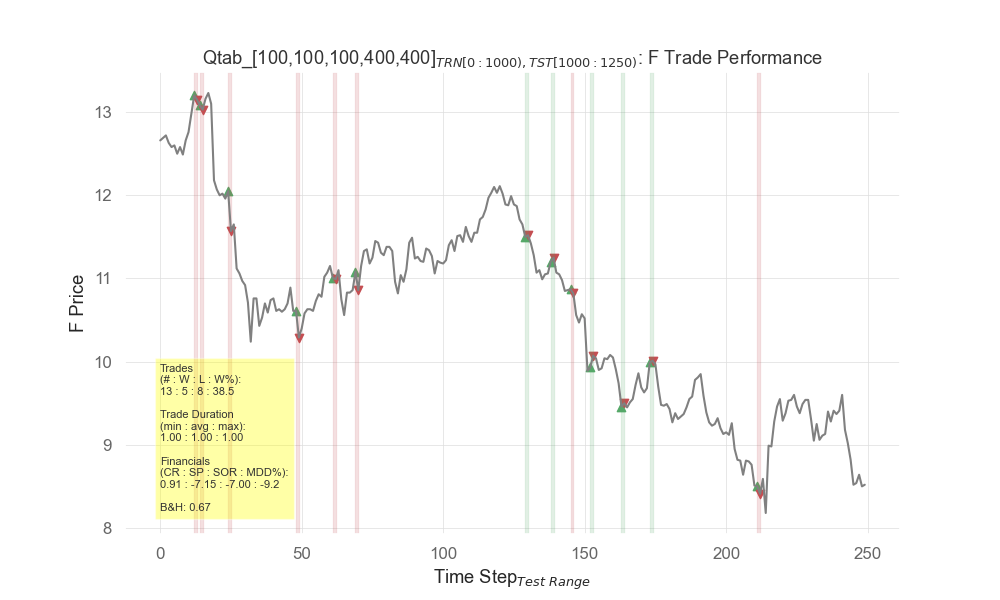 Qtab_[100,100,100,400,400]TRN[0 : 1000), TST[1000 : 1250): F Trade Performance
F Price
13
12
11
10
9
8
Trades
(# : W : L : W%):
13 : 5 : 8 : 38.5
Trade Duration
(min : avg : max):
1.00 : 1.00 : 1.00
Financials
(CR : SP : SOR : MDD%):
0.91 : -7.15 : -7.00 : -9.2
B&H: 0.67
0 50 100 150 200 250
Time StepTest Range